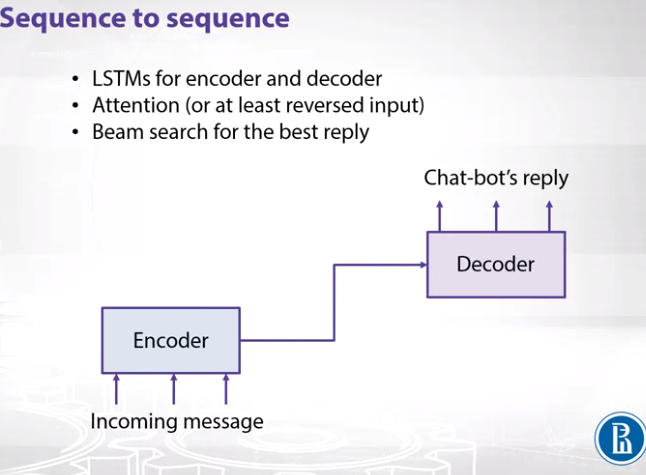 Sequence to sequence
• LSTMs for encoder and decoder
• Attention (or at least reversed input)
• Beam search for the best reply
Chat-bot's reply
Decoder
Encoder
Incoming message